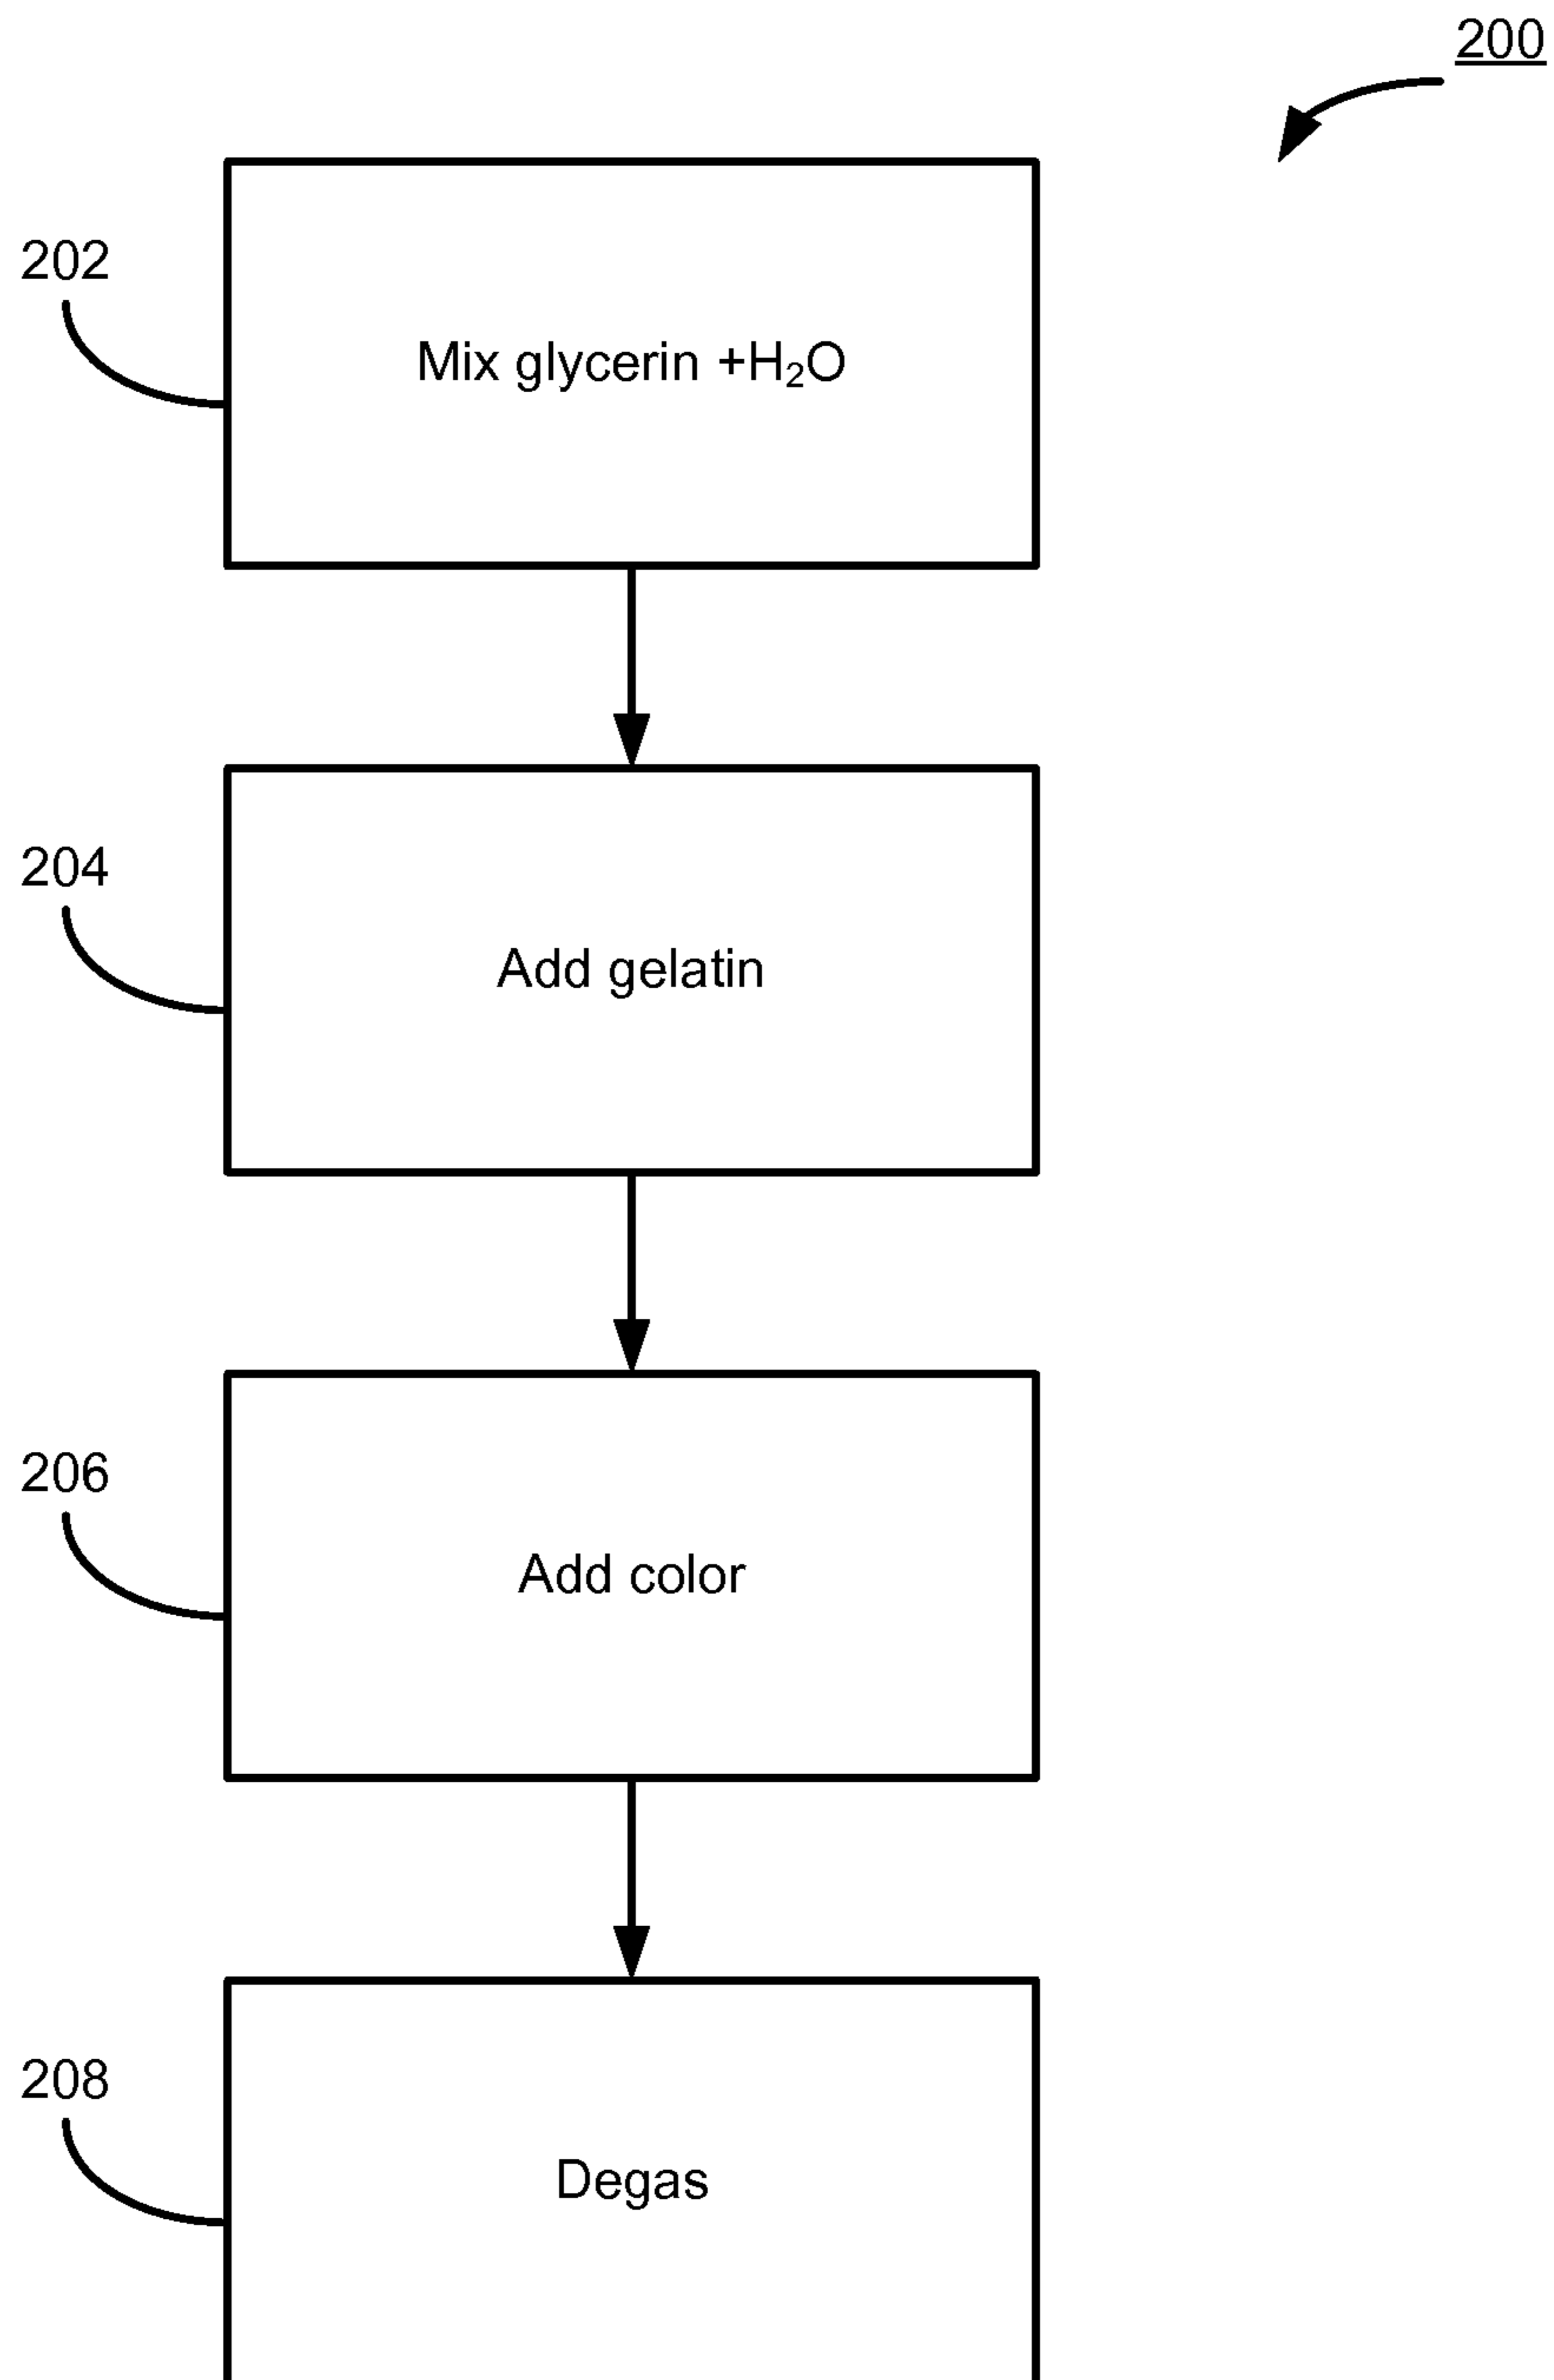 200
202
Mix glycerin +H₂O
204
Add gelatin
206
Add color
208
Degas